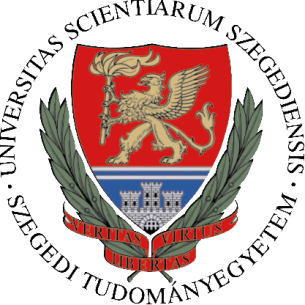 · UNIVERSITAS SCIENTIARUM SZEGEDIENSIS ·
SZEGEDI TUDOMÁNYEGYETEM
VERITAS VIRTUS
LIBERTAS